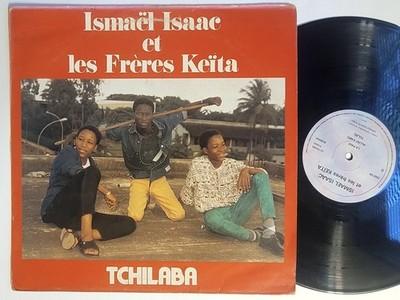 Ismaël Isaac
et
les Frères Keïta
TCHILABA
ISMAEL ISAAC
et les frères KEITA